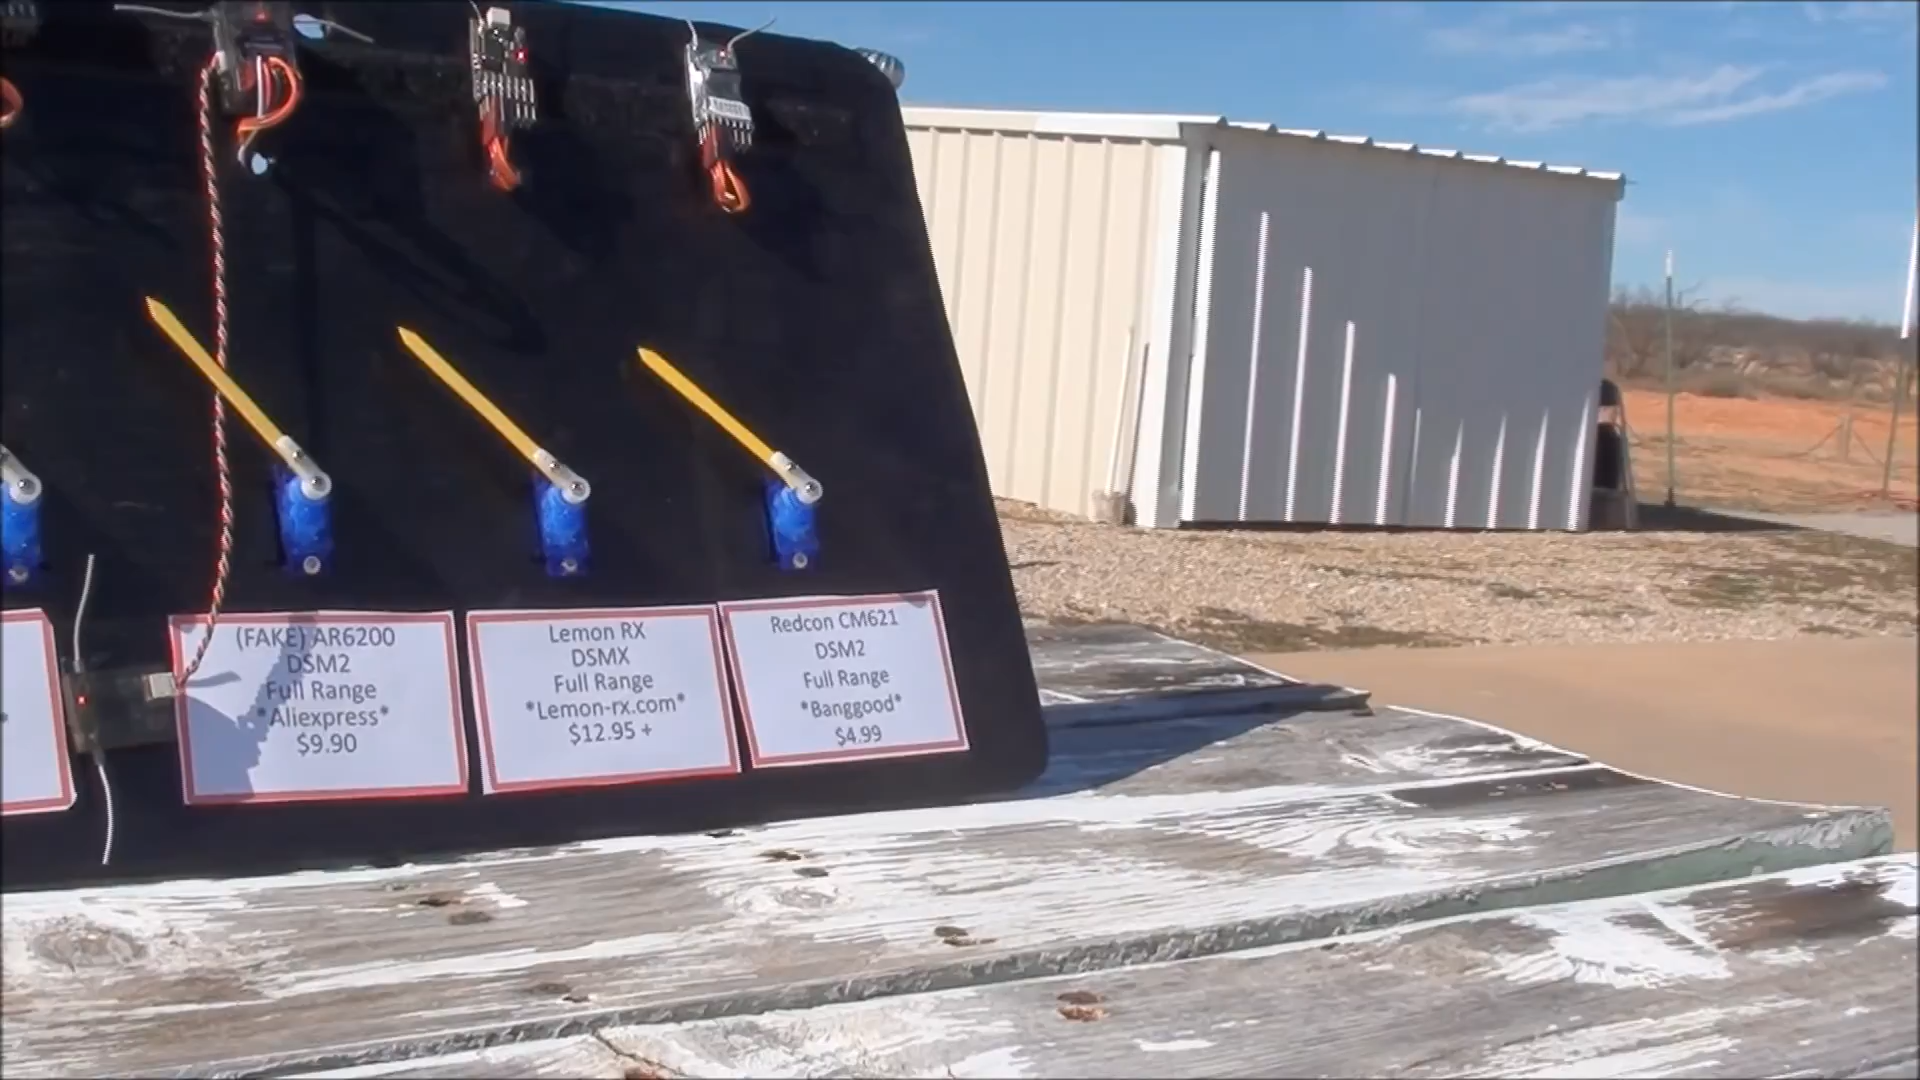 (FAKE) AR6200
DSM2
Full Range
*Aliexpress*
$9.90
Lemon RX
DSMX
Full Range
*Lemon-rx.com*
$12.95 +
Redcon CM621
DSM2
Full Range
*Banggood*
$4.99
*